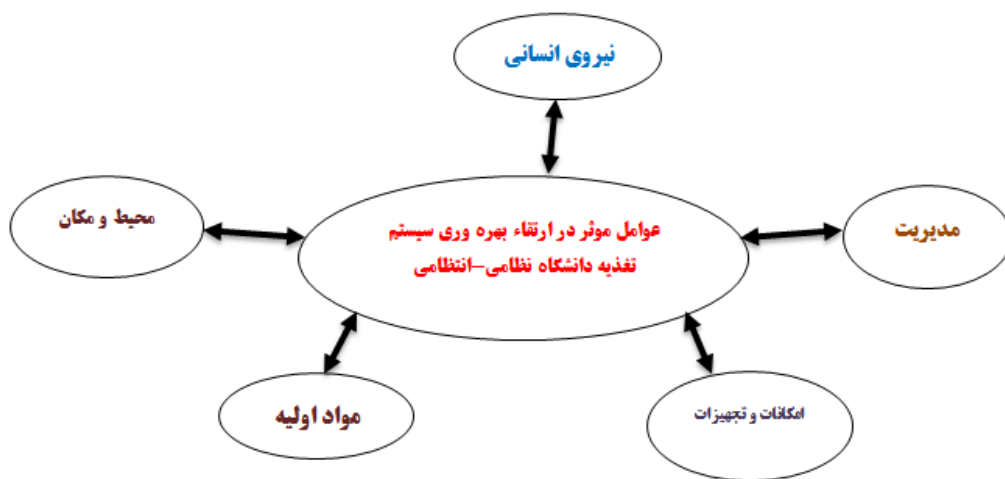 نیروی انسانی
محیط و مکان
عوامل موثر در ارتقاء بهره وری سیستم
تغذیه دانشگاه نظامی–انتظامی
مدیریت
مواد اولیه
امکانات و تجهیزات